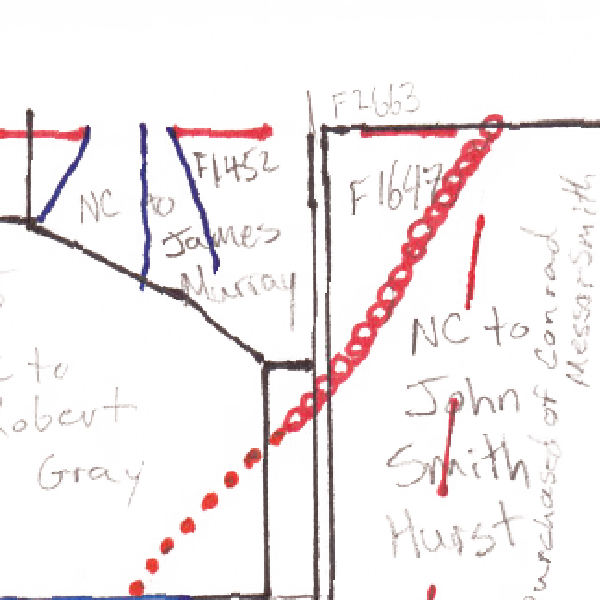 F2663
F1452
F1647
NC to
James
Murray
NC to
John
Smith
Hurst
to
Robert
Gray
Purchased of Conrad
Messersmith